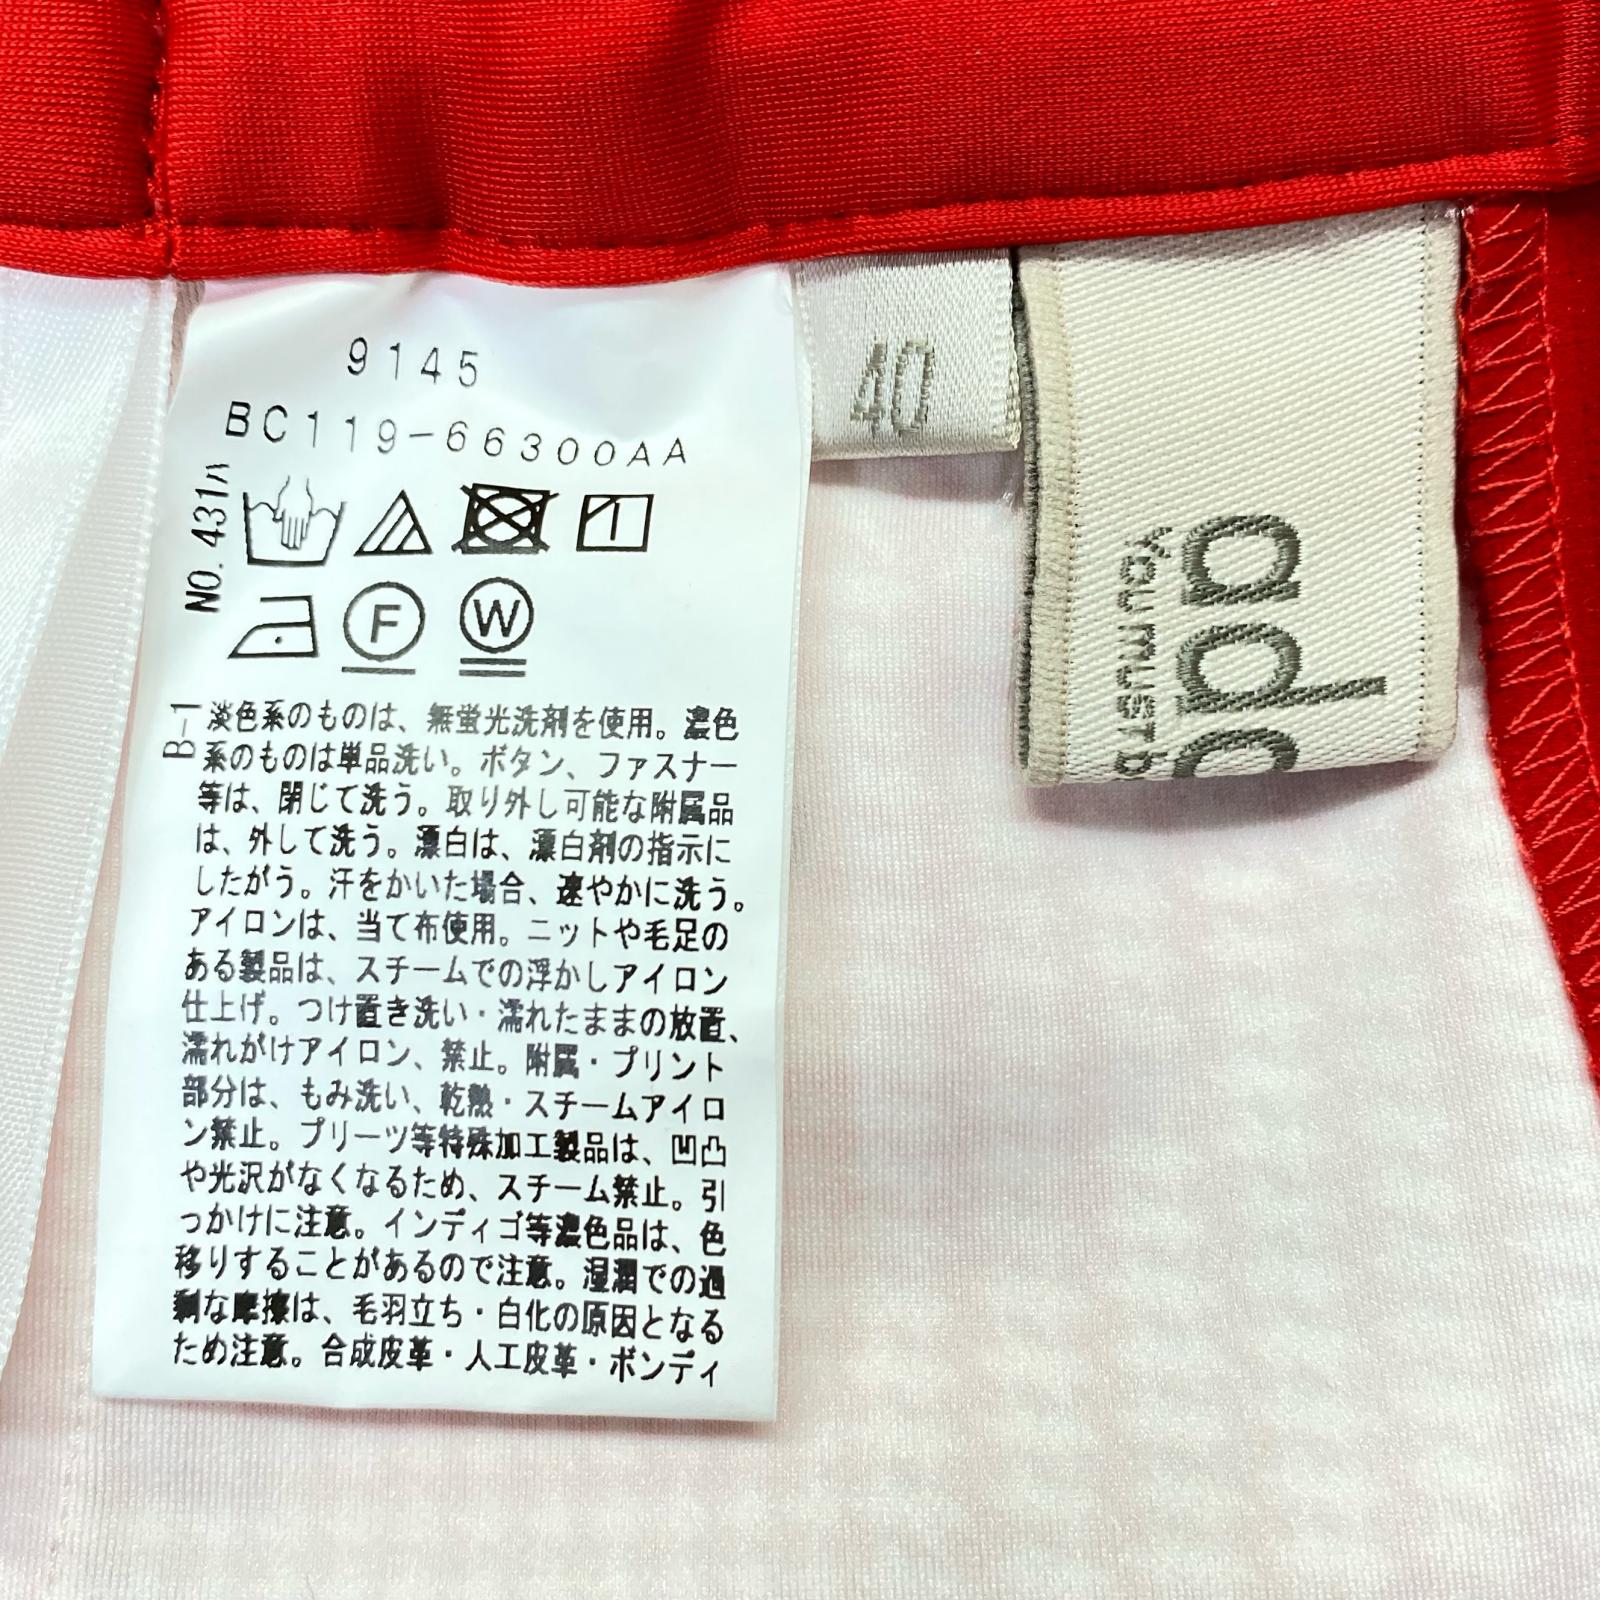 9145
BC119-66300AA
NO. 431ハ
1
F
W
B-1
淡色系のものは、無蛍光洗剤を使用。濃色
系のものは単品洗い。ボタン、ファスナー
等は、閉じて洗う。取り外し可能な附属品
は、外して洗う。漂白は、漂白剤の指示に
したがう。汗をかいた場合、速やかに洗う。
アイロンは、当て布使用。ニットや毛足の
ある製品は、スチームでの浮かしアイロン
仕上げ。つけ置き洗い・濡れたままの放置、
濡れがけアイロン、禁止。附属・プリント
部分は、もみ洗い、乾熱・スチームアイロ
ン禁止。プリーツ等特殊加工製品は、凹凸
や光沢がなくなるため、スチーム禁止。引
っかけに注意。インディゴ等濃色品は、色
移りすることがあるので注意。湿潤での過
剰な摩擦は、毛羽立ち・白化の原因となる
ため注意。合成皮革・人工皮革・ボンディ
40
ado
You must b